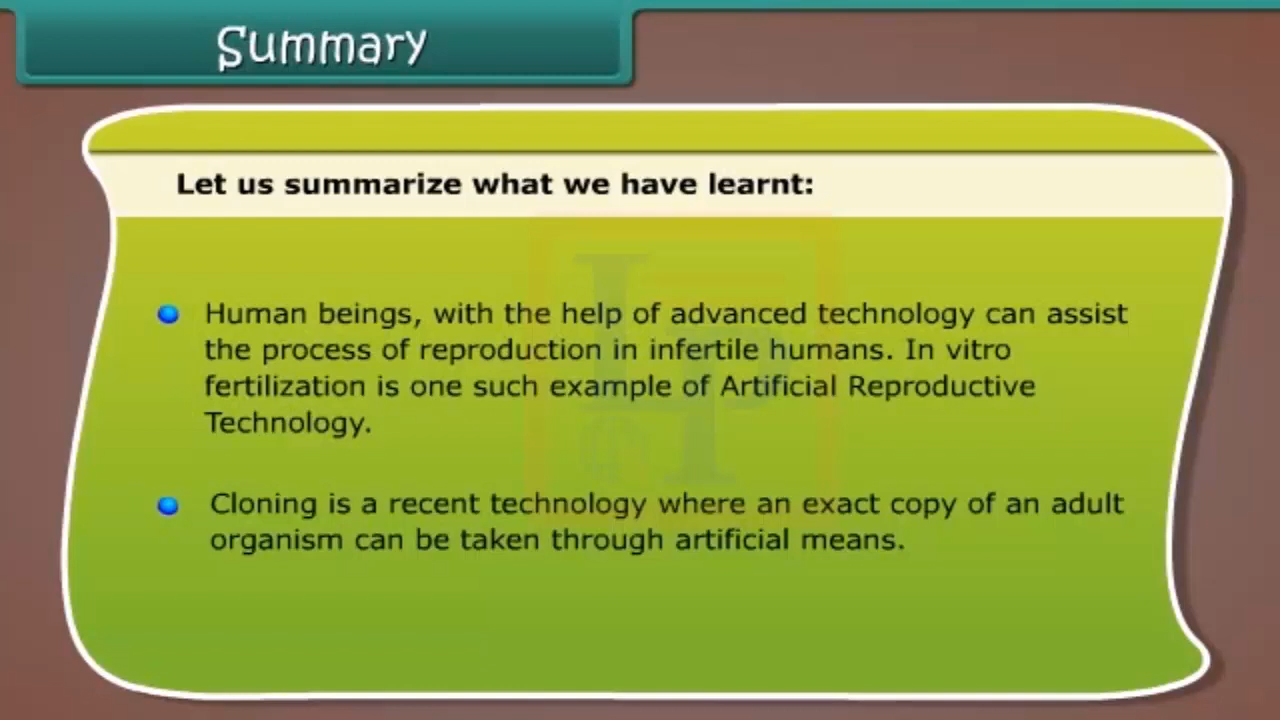 Summary
Let us summarize what we have learnt:
Human beings, with the help of advanced technology can assist
the process of reproduction in infertile humans. In vitro
fertilization is one such example of Artificial Reproductive
Technology.
Cloning is a recent technology where an exact copy of an adult
organism can be taken through artificial means.